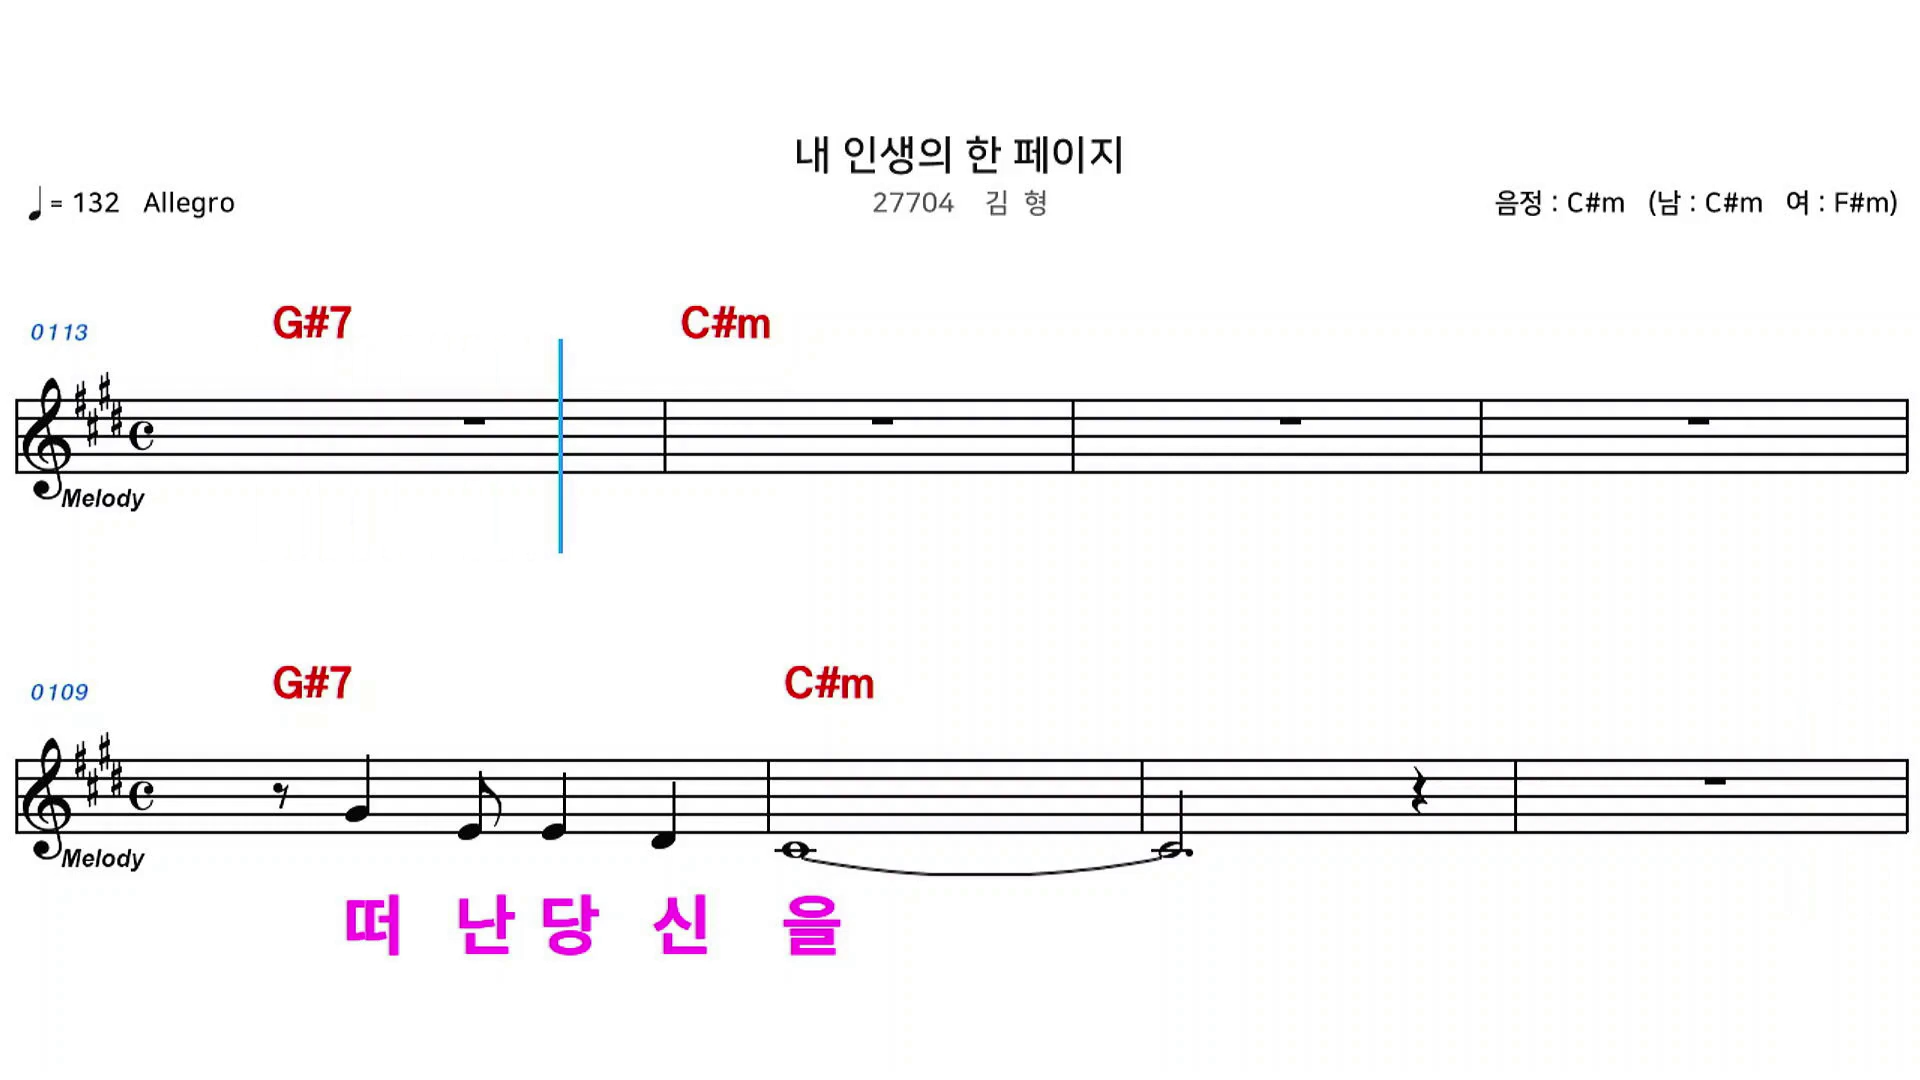 내 인생의 한 페이지
= 132 Allegro
27704 김 형
음정 : C#m (남 : C#m 여 : F#m)
0113
G#7 C#m
Melody
0109
G#7 C#m
Melody
떠 난 당 신 을